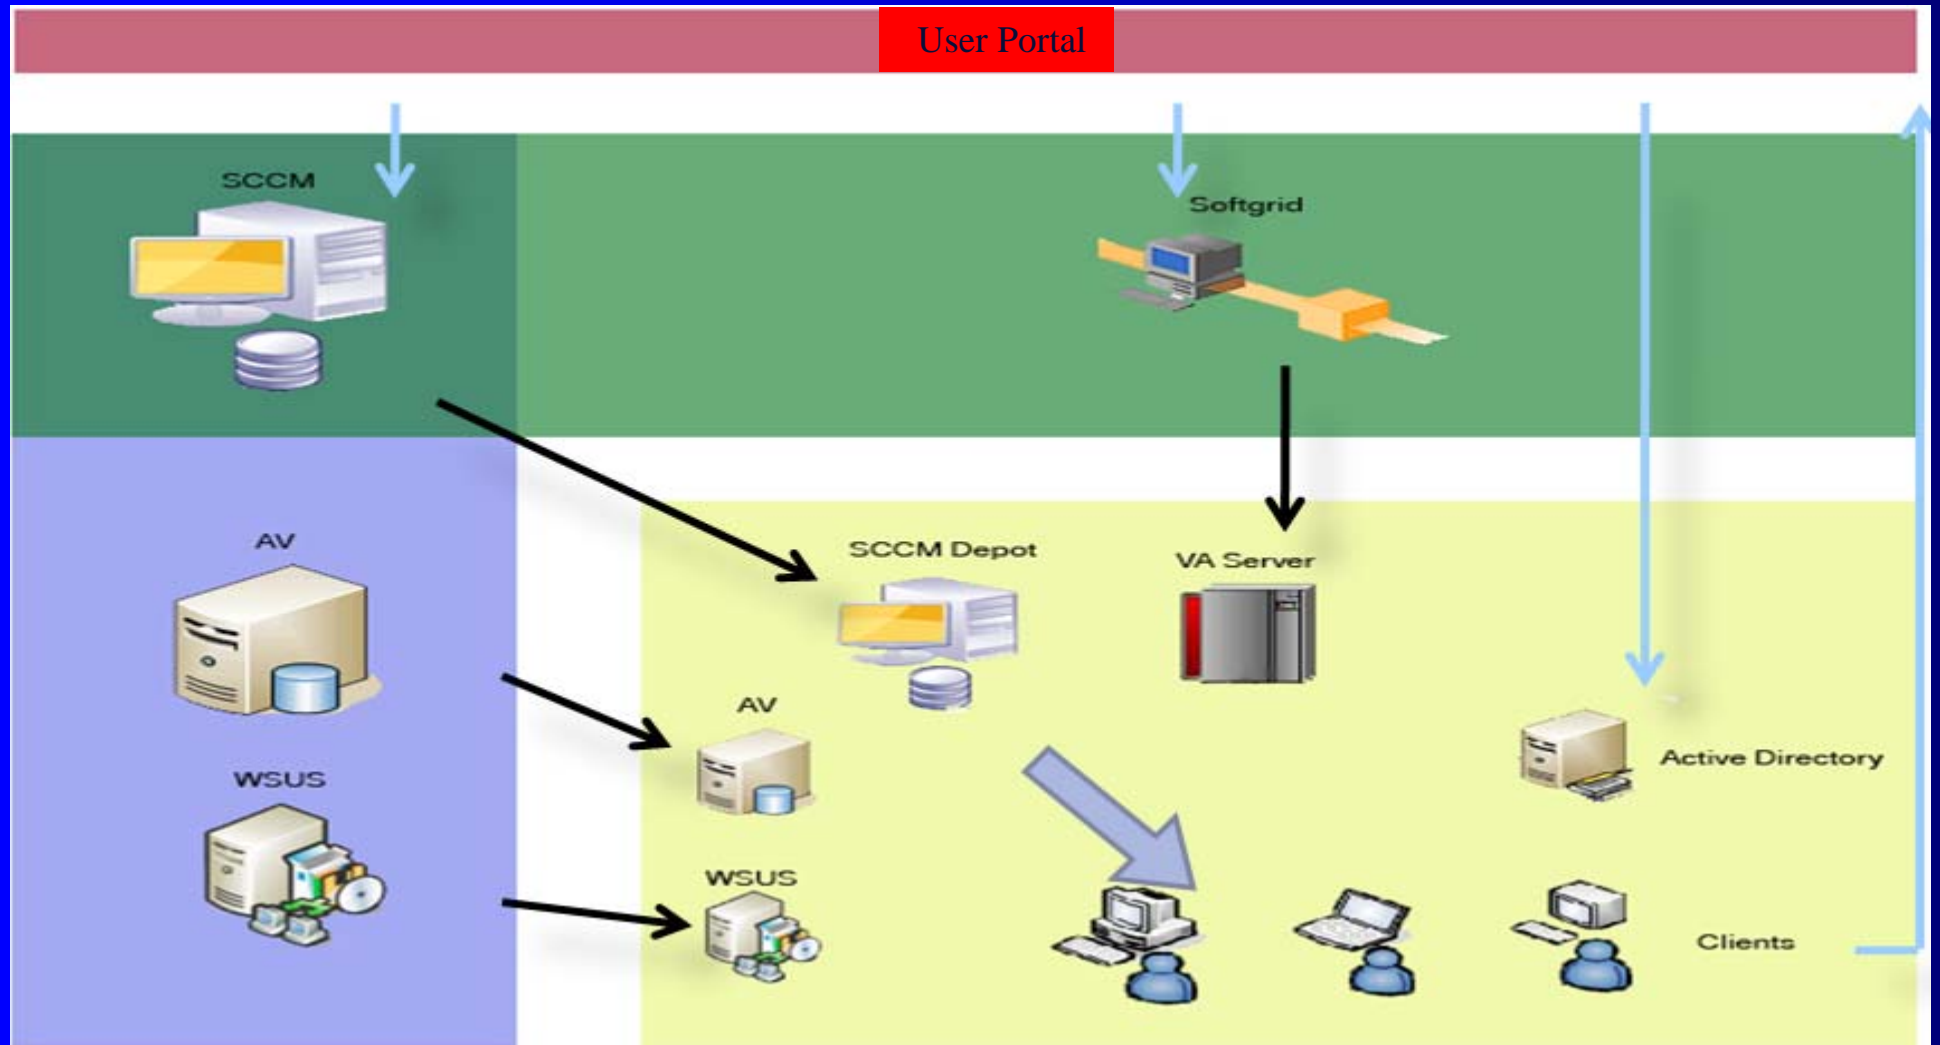 User Portal
SCCM
Softgrid
AV
SCCM Depot
VA Server
AV
WSUS
Active Directory
WSUS
Clients